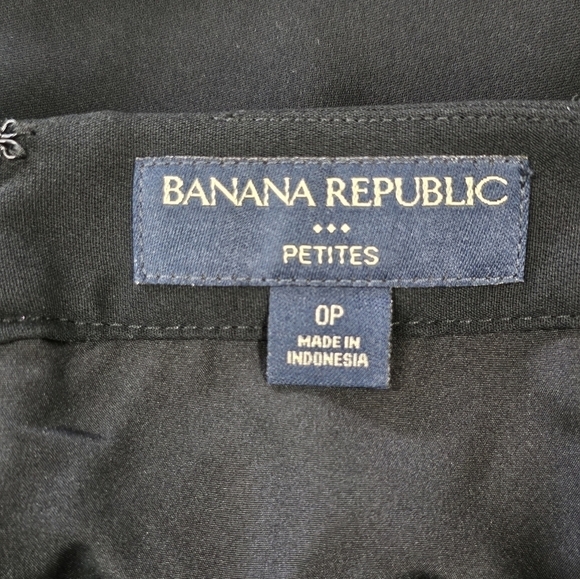 BANANA REPUBLIC
PETITES
0P
MADE IN
INDONESIA